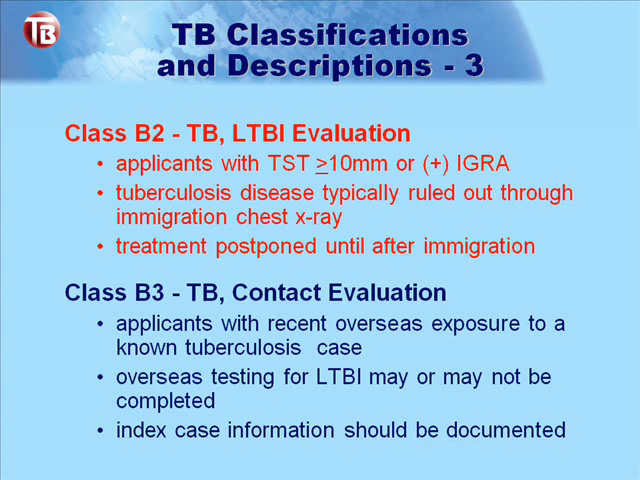 TB
TB Classifications
and Descriptions - 3
Class B2 - TB, LTBI Evaluation
• applicants with TST ≥10mm or (+) IGRA
• tuberculosis disease typically ruled out through
immigration chest x-ray
• treatment postponed until after immigration
Class B3 - TB, Contact Evaluation
• applicants with recent overseas exposure to a
known tuberculosis case
• overseas testing for LTBI may or may not be
completed
• index case information should be documented